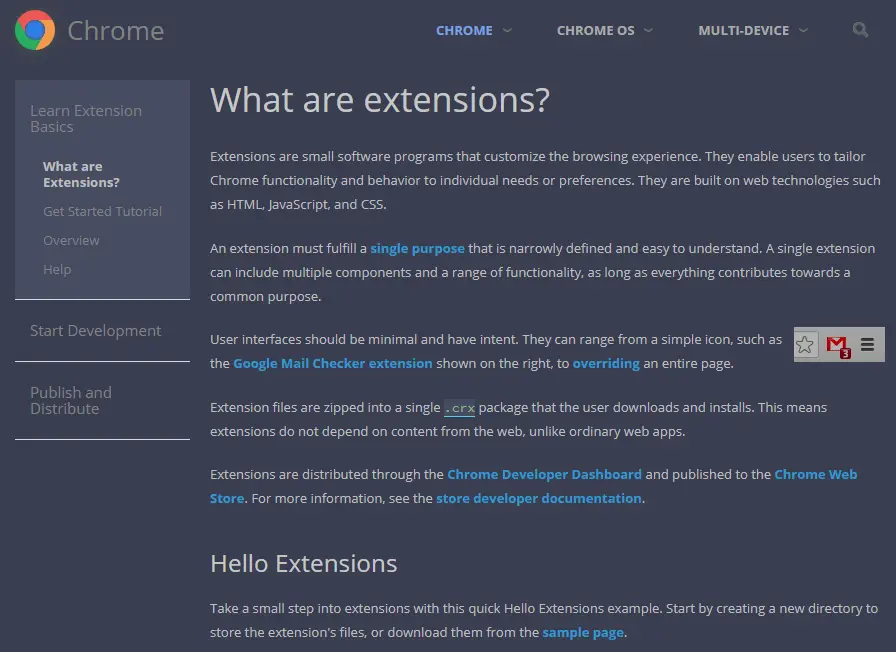 Chrome
CHROME
CHROME OS
MULTI-DEVICE
Learn Extension
Basics
What are
Extensions?
Get Started Tutorial
Overview
Help
Start Development
Publish and
Distribute
What are extensions?
Extensions are small software programs that customize the browsing experience. They enable users to tailor
Chrome functionality and behavior to individual needs or preferences. They are built on web technologies such
as HTML, JavaScript, and CSS.
An extension must fulfill a single purpose that is narrowly defined and easy to understand. A single extension
can include multiple components and a range of functionality, as long as everything contributes towards a
common purpose.
User interfaces should be minimal and have intent. They can range from a simple icon, such as
the Google Mail Checker extension shown on the right, to overriding an entire page.
3
Extension files are zipped into a single .crx package that the user downloads and installs. This means
extensions do not depend on content from the web, unlike ordinary web apps.
Extensions are distributed through the Chrome Developer Dashboard and published to the Chrome Web
Store. For more information, see the store developer documentation.
Hello Extensions
Take a small step into extensions with this quick Hello Extensions example. Start by creating a new directory to
store the extension's files, or download them from the sample page.